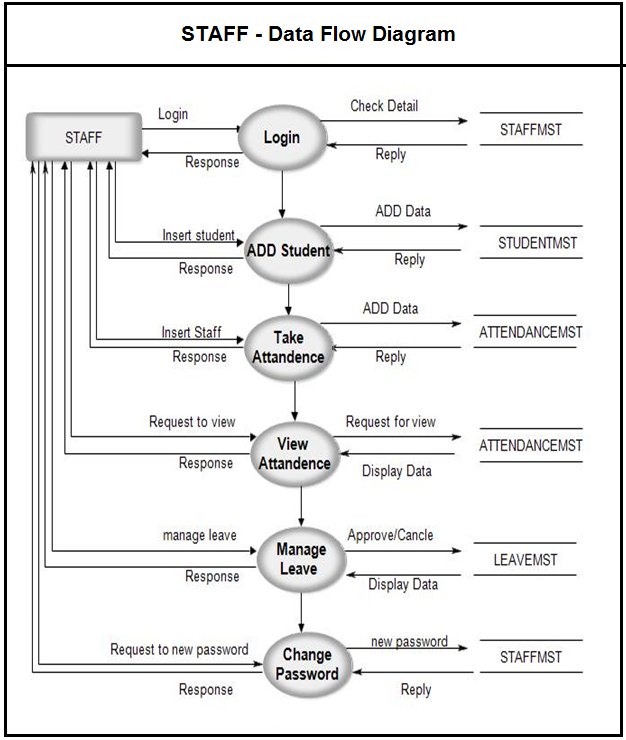 STAFF - Data Flow Diagram
STAFF
Login
Response
Login
Check Detail
Reply
STAFFMST
Insert student
Response
ADD Student
ADD Data
Reply
STUDENTMST
Insert Staff
Response
Take
Attandence
ADD Data
Reply
ATTENDANCEMST
Request to view
Response
View
Attandence
Request for view
Display Data
ATTENDANCEMST
manage leave
Response
Manage
Leave
Approve/Cancle
Display Data
LEAVEMST
Request to new password
Response
Change
Password
new password
Reply
STAFFMST